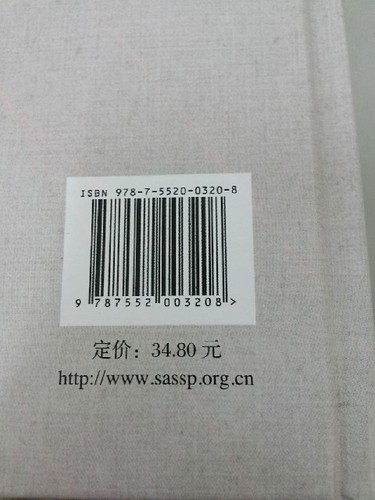 ISBN 978-7-5520-0320-8
9 787552 003208>
定价：34.80 元
http://www.sassp.org.cn